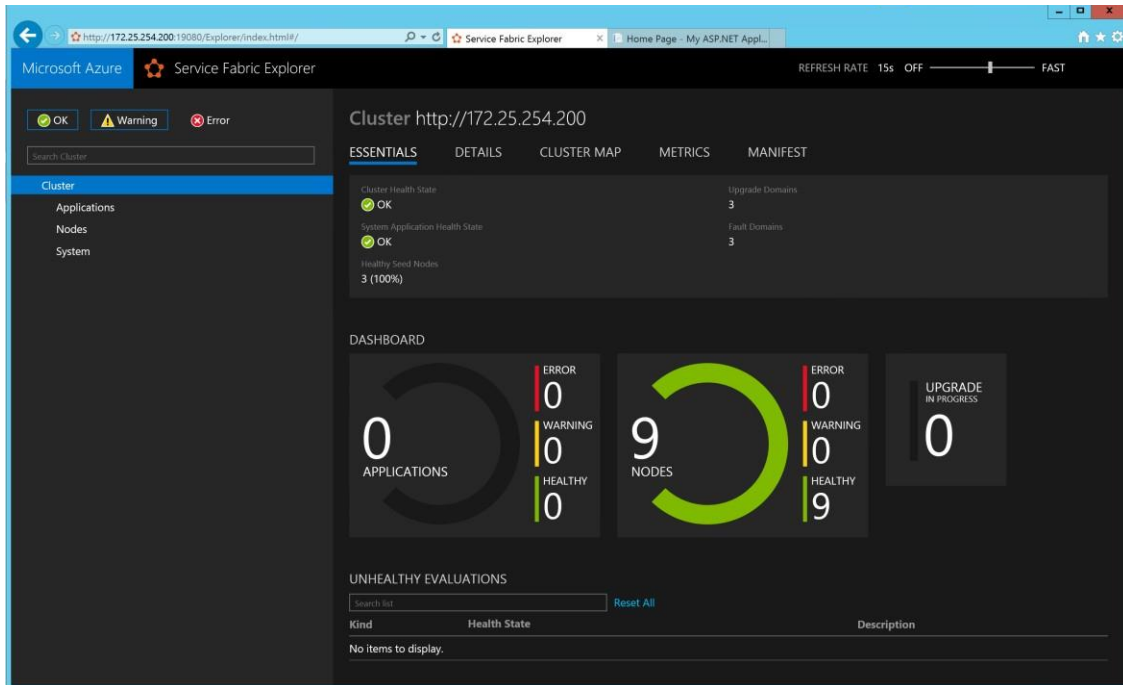 http://172.25.254.200:19080/Explorer/index.html#/
Service Fabric Explorer
Home Page - My ASP.NET Appl...
Microsoft Azure
Service Fabric Explorer
REFRESH RATE 15s OFF FAST
OK
Warning
Error
Search Cluster
Cluster
Applications
Nodes
System
Cluster http://172.25.254.200
ESSENTIALS DETAILS CLUSTER MAP METRICS MANIFEST
Cluster Health State
OK
System Application Health State
OK
Healthy Seed Nodes
3 (100%)
Upgrade Domains
3
Fault Domains
3
DASHBOARD
0
APPLICATIONS
ERROR
0
WARNING
0
HEALTHY
0
9
NODES
ERROR
0
WARNING
0
HEALTHY
9
UPGRADE
IN PROGRESS
0
UNHEALTHY EVALUATIONS
Search list
Reset All
Kind Health State Description
No items to display.